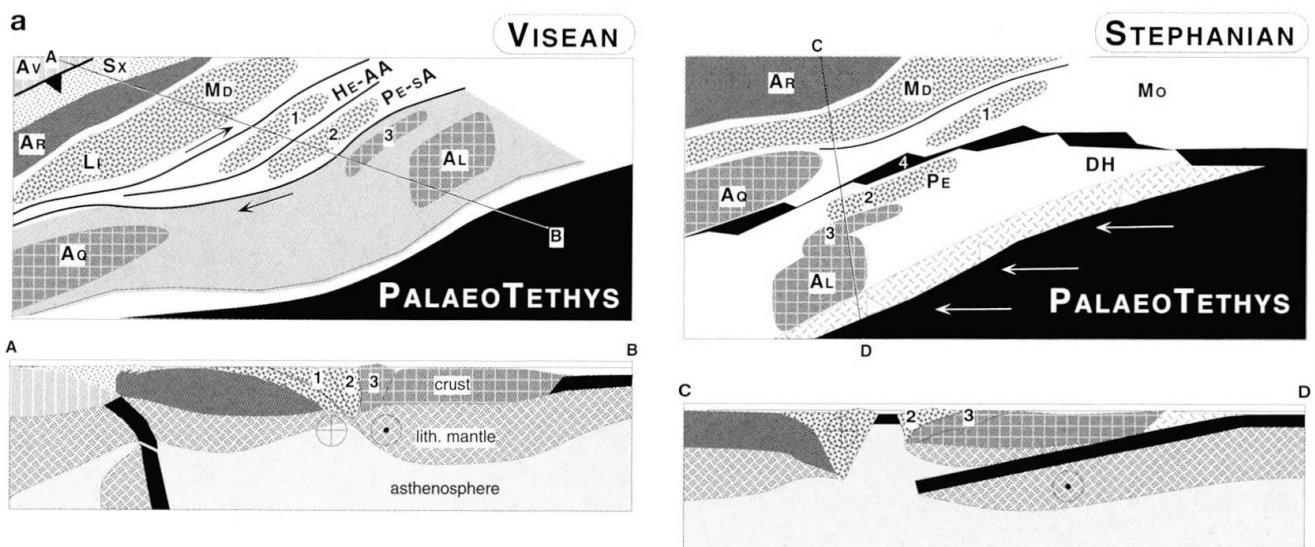 a
VISEAN
AV
A
SX
MD
HE-AA
PE-SA
1
2
3
AR
LI
AL
AQ
B
PALAEOTETHYS
A
B
1
2
3
crust
lith. mantle
asthenosphere
STEPHANIAN
C
AR
MD
MO
1
4
DH
PE
AQ
2
3
AL
PALAEOTETHYS
D
C
D
2
3